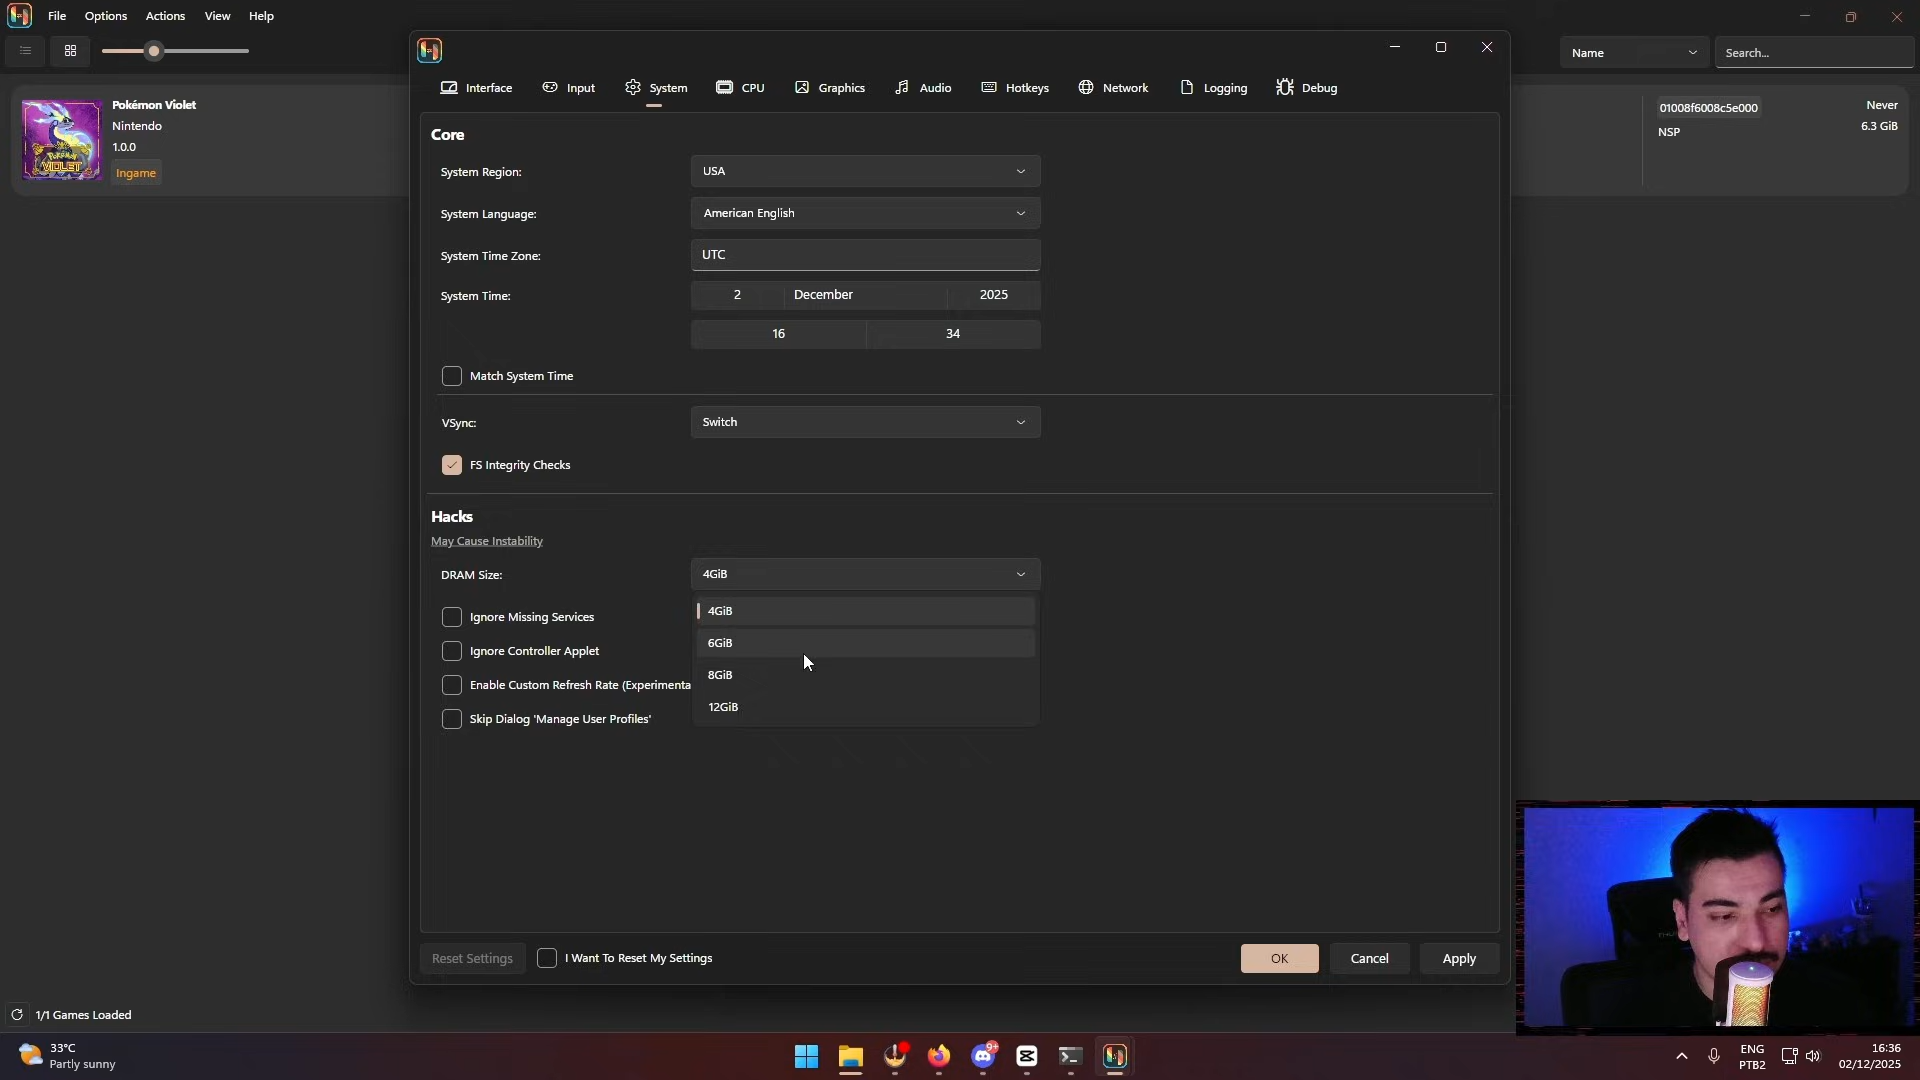 File Options Actions View Help
Name
Search...
Interface Input System CPU Graphics Audio Hotkeys Network Logging Debug
Pokémon Violet
Nintendo
1.0.0
Ingame
POKÉMON
VIOLET
01008f6008c5e000
NSP
Never
6.3 GiB
Core
System Region: USA
System Language: American English
System Time Zone: UTC
System Time: 2 December 2025
16 34
Match System Time
VSync: Switch
FS Integrity Checks
Hacks
May Cause Instability
DRAM Size: 4GiB
4GiB
Ignore Missing Services
6GiB
Ignore Controller Applet
8GiB
Enable Custom Refresh Rate (Experimenta
12GiB
Skip Dialog 'Manage User Profiles'
Reset Settings I Want To Reset My Settings OK Cancel Apply
1/1 Games Loaded
33°C
Partly sunny
9+
ENG
PTB2
16:36
02/12/2025